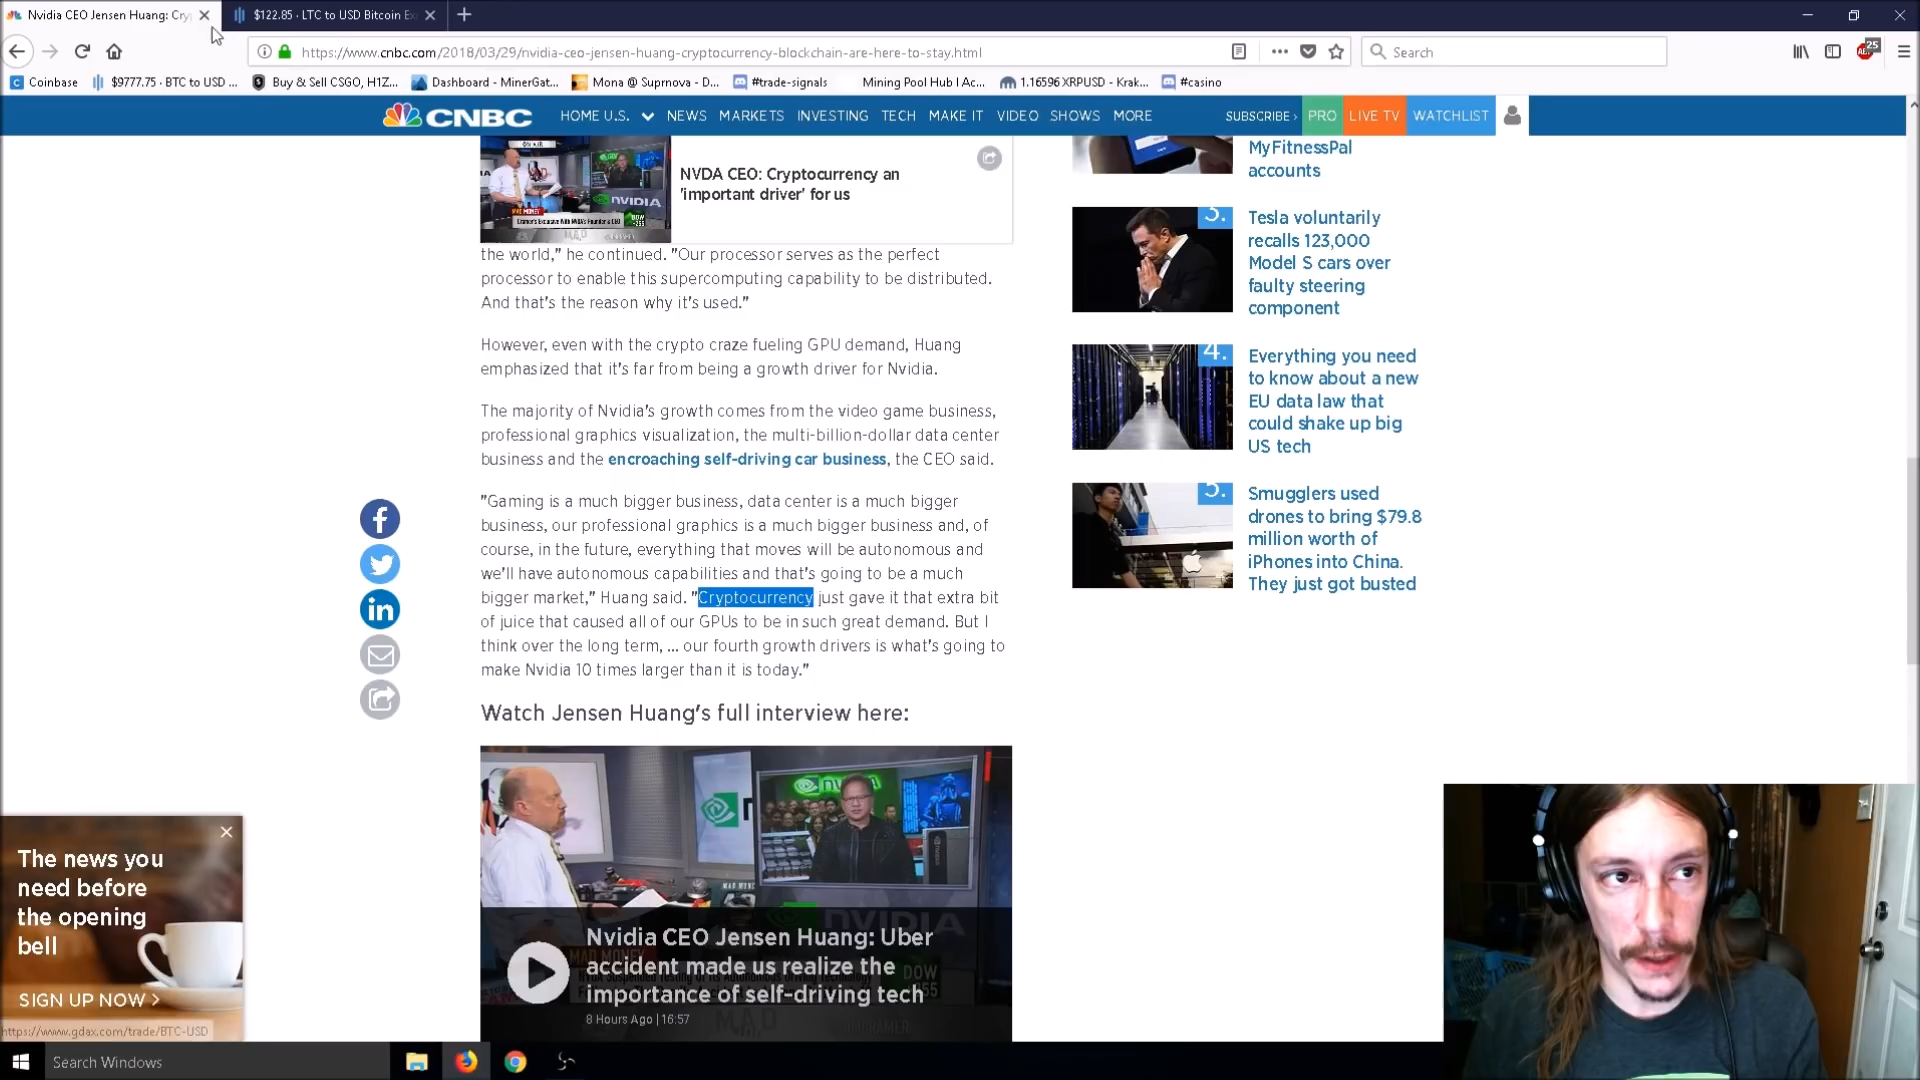 Nvidia CEO Jensen Huang: Cry
$122.85 · LTC to USD Bitcoin Ex
https://www.cnbc.com/2018/03/29/nvidia-ceo-jensen-huang-cryptocurrency-blockchain-are-here-to-stay.html
Search
25
Coinbase
$9777.75 · BTC to USD ...
Buy & Sell CSGO, H1Z...
Dashboard - MinerGat...
Mona @ Suprnova - D...
#trade-signals
Mining Pool Hub | Ac...
1.16596 XRPUSD - Krak...
#casino
CNBC
HOME U.S.
NEWS
MARKETS
INVESTING
TECH
MAKE IT
VIDEO
SHOWS
MORE
SUBSCRIBE ›
PRO
LIVE TV
WATCHLIST
NVIDIA
NVDA CEO: Cryptocurrency an
'important driver' for us
the world," he continued. "Our processor serves as the perfect
processor to enable this supercomputing capability to be distributed.
And that's the reason why it's used."
However, even with the crypto craze fueling GPU demand, Huang
emphasized that it's far from being a growth driver for Nvidia.
The majority of Nvidia's growth comes from the video game business,
professional graphics visualization, the multi-billion-dollar data center
business and the encroaching self-driving car business, the CEO said.
"Gaming is a much bigger business, data center is a much bigger
business, our professional graphics is a much bigger business and, of
course, in the future, everything that moves will be autonomous and
we'll have autonomous capabilities and that's going to be a much
bigger market," Huang said. "Cryptocurrency just gave it that extra bit
of juice that caused all of our GPUs to be in such great demand. But I
think over the long term, ... our fourth growth drivers is what's going to
make Nvidia 10 times larger than it is today."
Watch Jensen Huang's full interview here:
NVIDIA
Nvidia CEO Jensen Huang: Uber
accident made us realize the
importance of self-driving tech
8 Hours Ago | 16:57
MyFitnessPal
accounts
3.
Tesla voluntarily
recalls 123,000
Model S cars over
faulty steering
component
4.
Everything you need
to know about a new
EU data law that
could shake up big
US tech
5.
Smugglers used
drones to bring $79.8
million worth of
iPhones into China.
They just got busted
The news you
need before
the opening
bell
SIGN UP NOW >
https://www.gdax.com/trade/BTC-USD
Search Windows